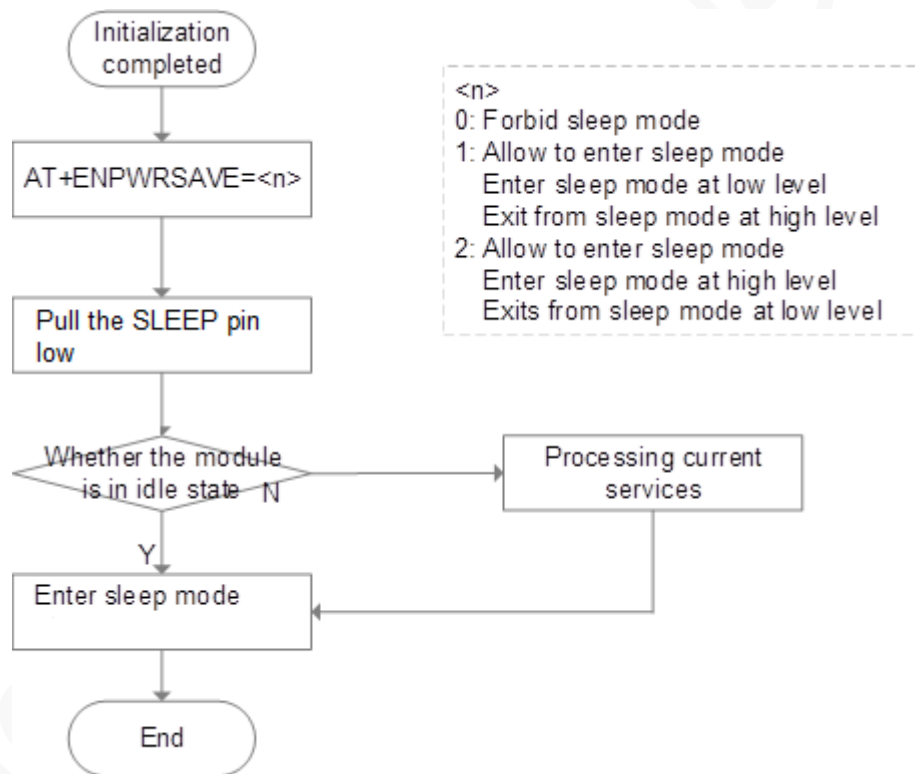 Initialization
completed
AT+ENPWRSAVE=<n>
Pull the SLEEP pin
low
Whether the module
is in idle state
N
Y
Processing current
services
Enter sleep mode
End
<n>
0: Forbid sleep mode
1: Allow to enter sleep mode
Enter sleep mode at low level
Exit from sleep mode at high level
2: Allow to enter sleep mode
Enter sleep mode at high level
Exits from sleep mode at low level